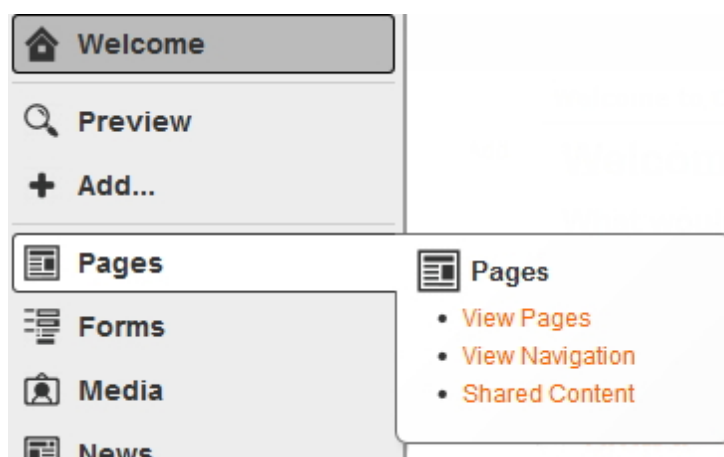 Welcome
Preview
Add...
Pages
Forms
Media
News
Pages
View Pages
View Navigation
Shared Content